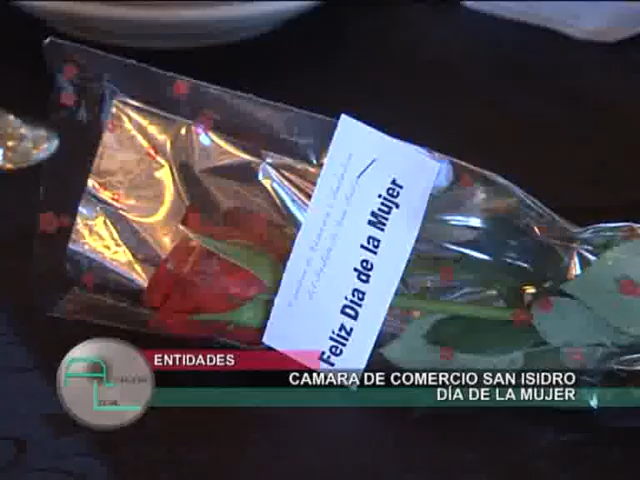 Feliz Día de la Mujer
ENTIDADES
CAMARA DE COMERCIO SAN ISIDRO
DÍA DE LA MUJER